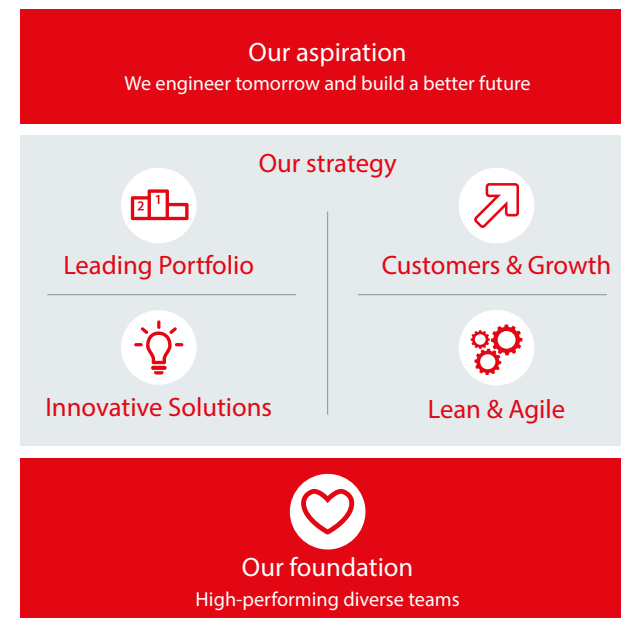 Our aspiration
We engineer tomorrow and build a better future
Our strategy
2 1
Leading Portfolio
Customers & Growth
Innovative Solutions
Lean & Agile
Our foundation
High-performing diverse teams